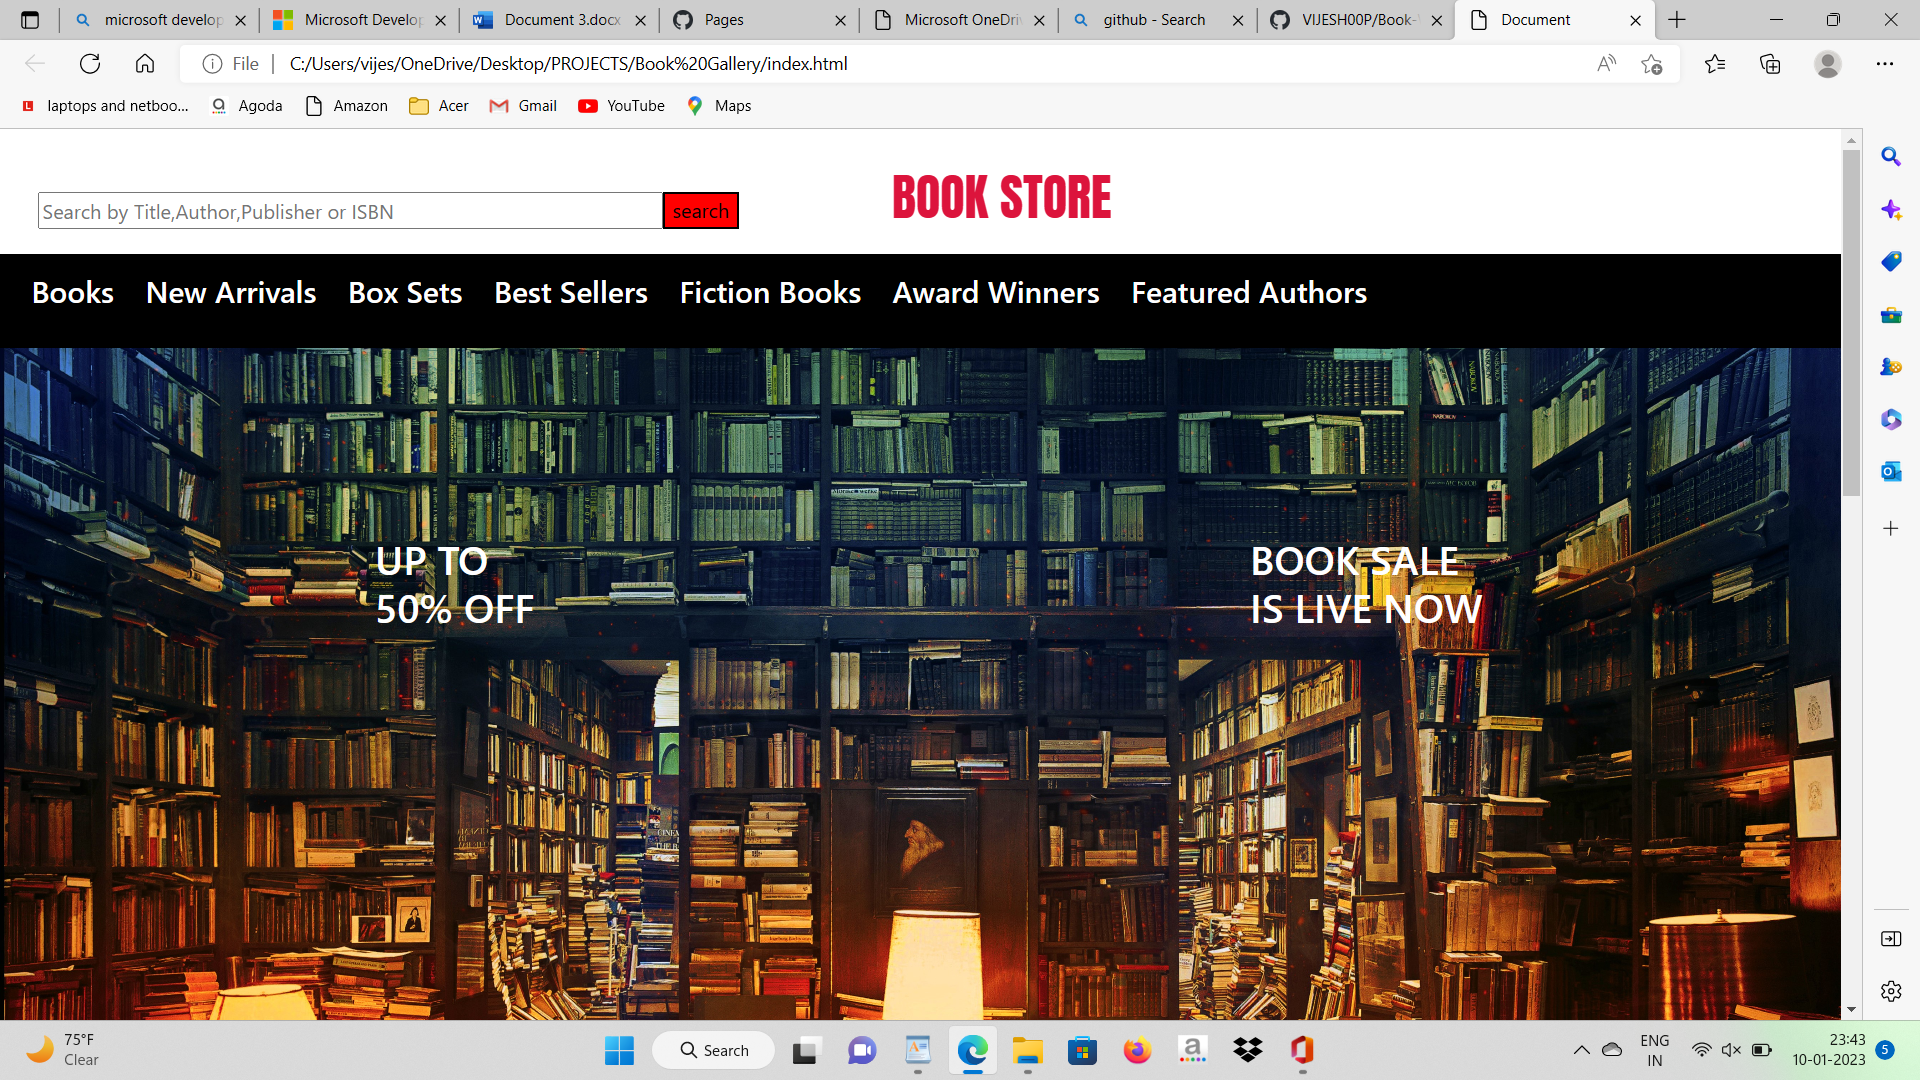 microsoft develop
Microsoft Develop
Document 3.docx
Pages
Microsoft OneDriv
github - Search
VIJESH00P/Book-
Document
File
C:/Users/vijes/OneDrive/Desktop/PROJECTS/Book%20Gallery/index.html
laptops and netboo...
Agoda
Amazon
Acer
Gmail
YouTube
Maps
Search by Title,Author,Publisher or ISBN
search
BOOK STORE
Books
New Arrivals
Box Sets
Best Sellers
Fiction Books
Award Winners
Featured Authors
UP TO
50% OFF
BOOK SALE
IS LIVE NOW
75°F
Clear
Search
ENG
IN
23:43
10-01-2023
5